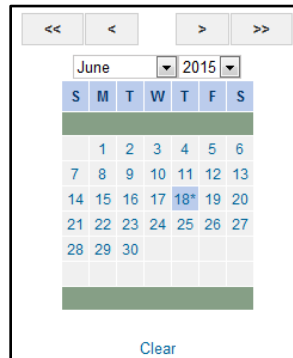 << < > >>
June 2015
S M T W T F S
1 2 3 4 5 6
7 8 9 10 11 12 13
14 15 16 17 18* 19 20
21 22 23 24 25 26 27
28 29 30
Clear